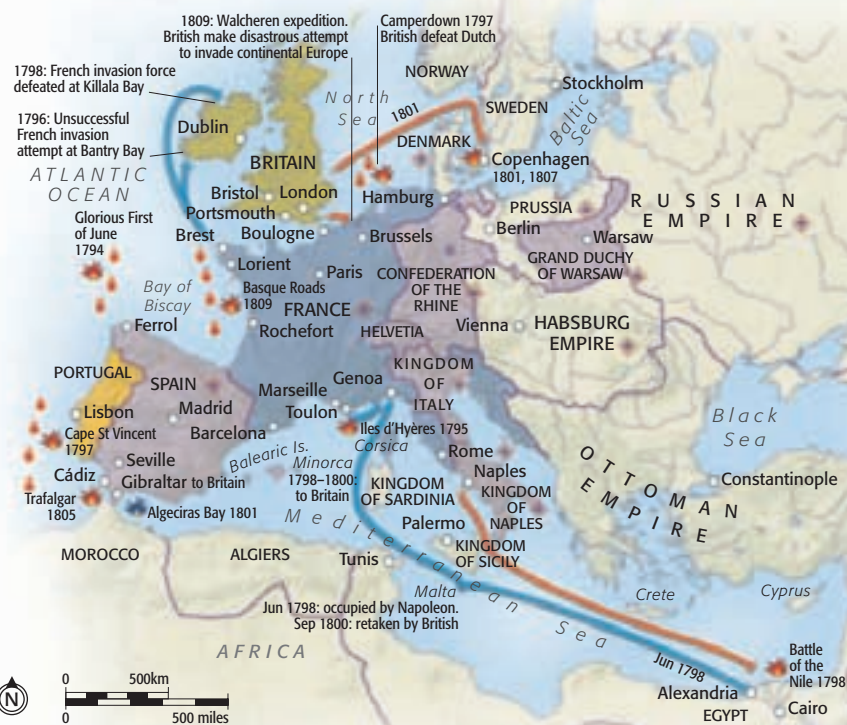 1809: Walcheren expedition.
British make disastrous attempt
to invade continental Europe
Camperdown 1797
British defeat Dutch
1798: French invasion force
defeated at Killala Bay
1796: Unsuccessful
French invasion
attempt at Bantry Bay
NORWAY
Stockholm
North
Sea
1801
SWEDEN
Baltic
Sea
DENMARK
Copenhagen
1801, 1807
Dublin
BRITAIN
ATLANTIC
OCEAN
Bristol
London
Hamburg
PRUSSIA
RUSSIAN
EMPIRE
Portsmouth
Glorious First
of June
1794
Brest
Boulogne
Brussels
Berlin
Warsaw
GRAND DUCHY
OF WARSAW
Lorient
Paris
CONFEDERATION
OF THE
RHINE
Bay of
Biscay
Basque Roads
1809
FRANCE
Ferrol
Rochefort
HELVETIA
Vienna
HABSBURG
EMPIRE
PORTUGAL
SPAIN
Genoa
KINGDOM
OF
ITALY
Marseille
Toulon
Lisbon
Madrid
Barcelona
Iles d'Hyères 1795
Corsica
Black
Sea
Cape St Vincent
1797
Balearic Is.
Rome
OTTOMAN
EMPIRE
Seville
Minorca
1798–1800:
to Britain
Naples
Constantinople
Cádiz
Gibraltar to Britain
KINGDOM
OF SARDINIA
KINGDOM
OF
NAPLES
Trafalgar
1805
Algeciras Bay 1801
Mediterranean Sea
Palermo
MOROCCO
ALGIERS
Tunis
KINGDOM
OF SICILY
Malta
Crete
Cyprus
Jun 1798: occupied by Napoleon.
Sep 1800: retaken by British
AFRICA
Jun 1798
Battle
of the
Nile 1798
Alexandria
EGYPT
Cairo
N
0 500km
0 500 miles